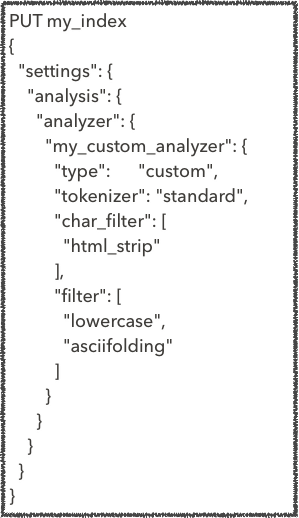 PUT my_index
{
  "settings": {
    "analysis": {
      "analyzer": {
        "my_custom_analyzer": {
          "type":      "custom",
          "tokenizer": "standard",
          "char_filter": [
            "html_strip"
          ],
          "filter": [
            "lowercase",
            "asciifolding"
          ]
        }
      }
    }
  }
}